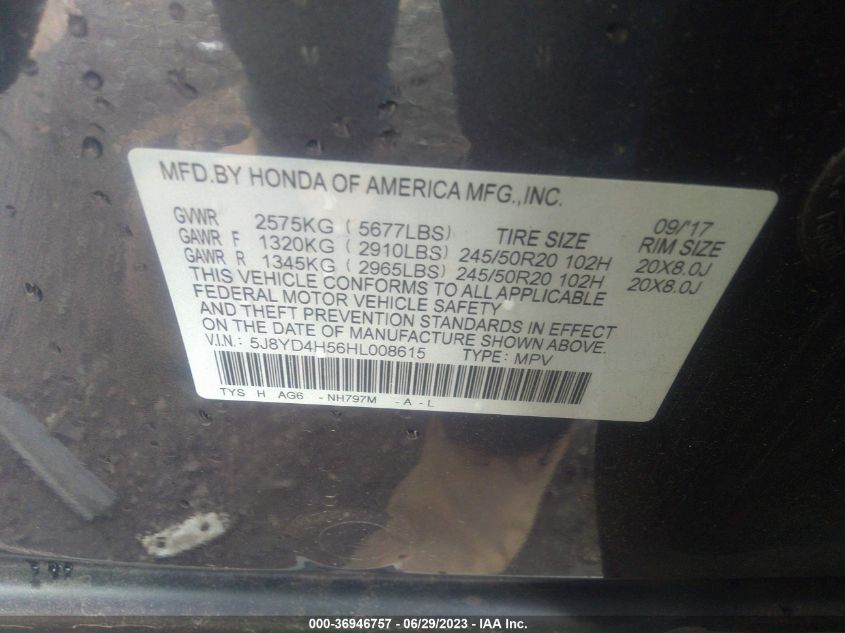 MFD.BY HONDA OF AMERICA MFG.,INC.
09/'17
GVWR 2575KG ( 5677LBS) TIRE SIZE RIM SIZE
GAWR F 1320KG ( 2910LBS) 245/50R20 102H 20X8.0J
GAWR R 1345KG ( 2965LBS) 245/50R20 102H 20X8.0J
THIS VEHICLE CONFORMS TO ALL APPLICABLE
FEDERAL MOTOR VEHICLE SAFETY
AND THEFT PREVENTION STANDARDS IN EFFECT
ON THE DATE OF MANUFACTURE SHOWN ABOVE.
V.I.N.: 5J8YD4H56HL008615 TYPE: MPV
TYS H AG6 -NH797M -A -L
000-36946757 - 06/29/2023 - IAA Inc.